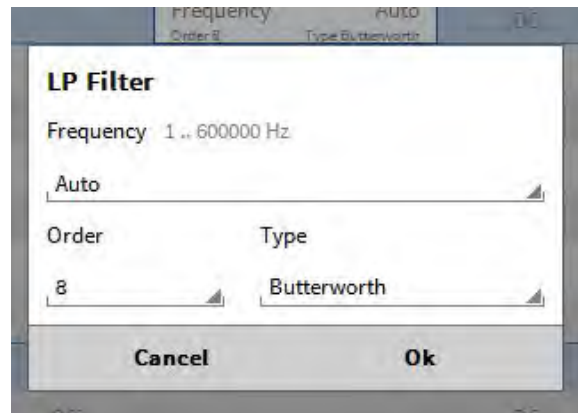 Frequency Auto
Order 8 Type Butterworth
LP Filter
Frequency 1 .. 600000 Hz
Auto
Order Type
8 Butterworth
Cancel Ok